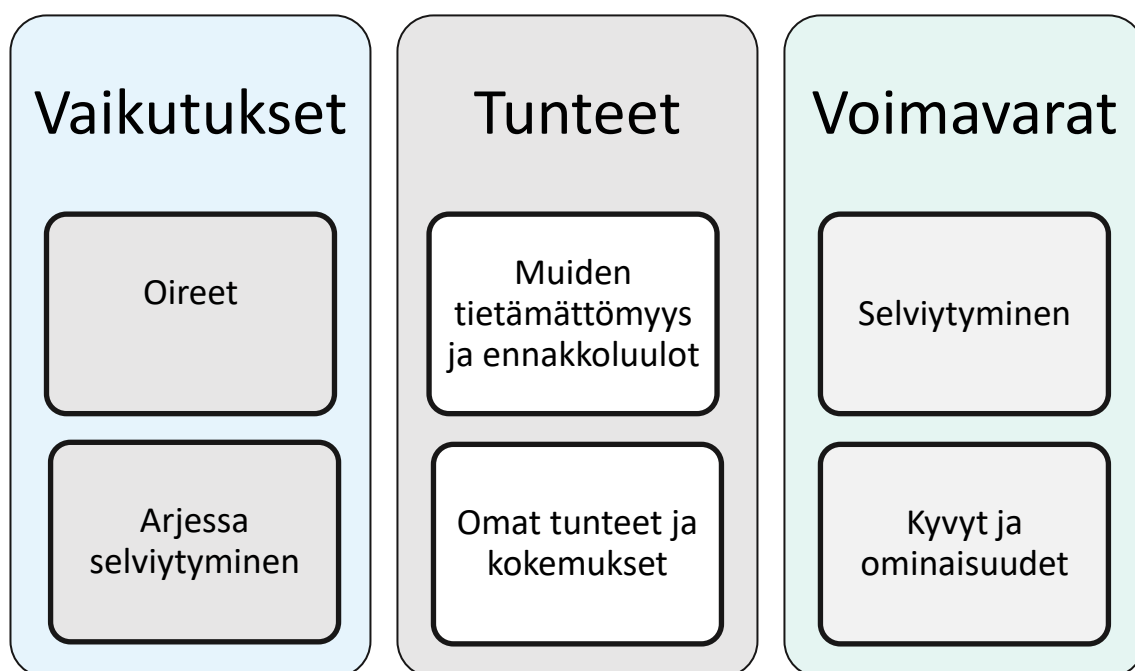 Vaikutukset
Oireet
Arjessa
selviytyminen
Tunteet
Muiden
tietämättömyys
ja ennakkoluulot
Omat tunteet ja
kokemukset
Voimavarat
Selviytyminen
Kyvyt ja
ominaisuudet